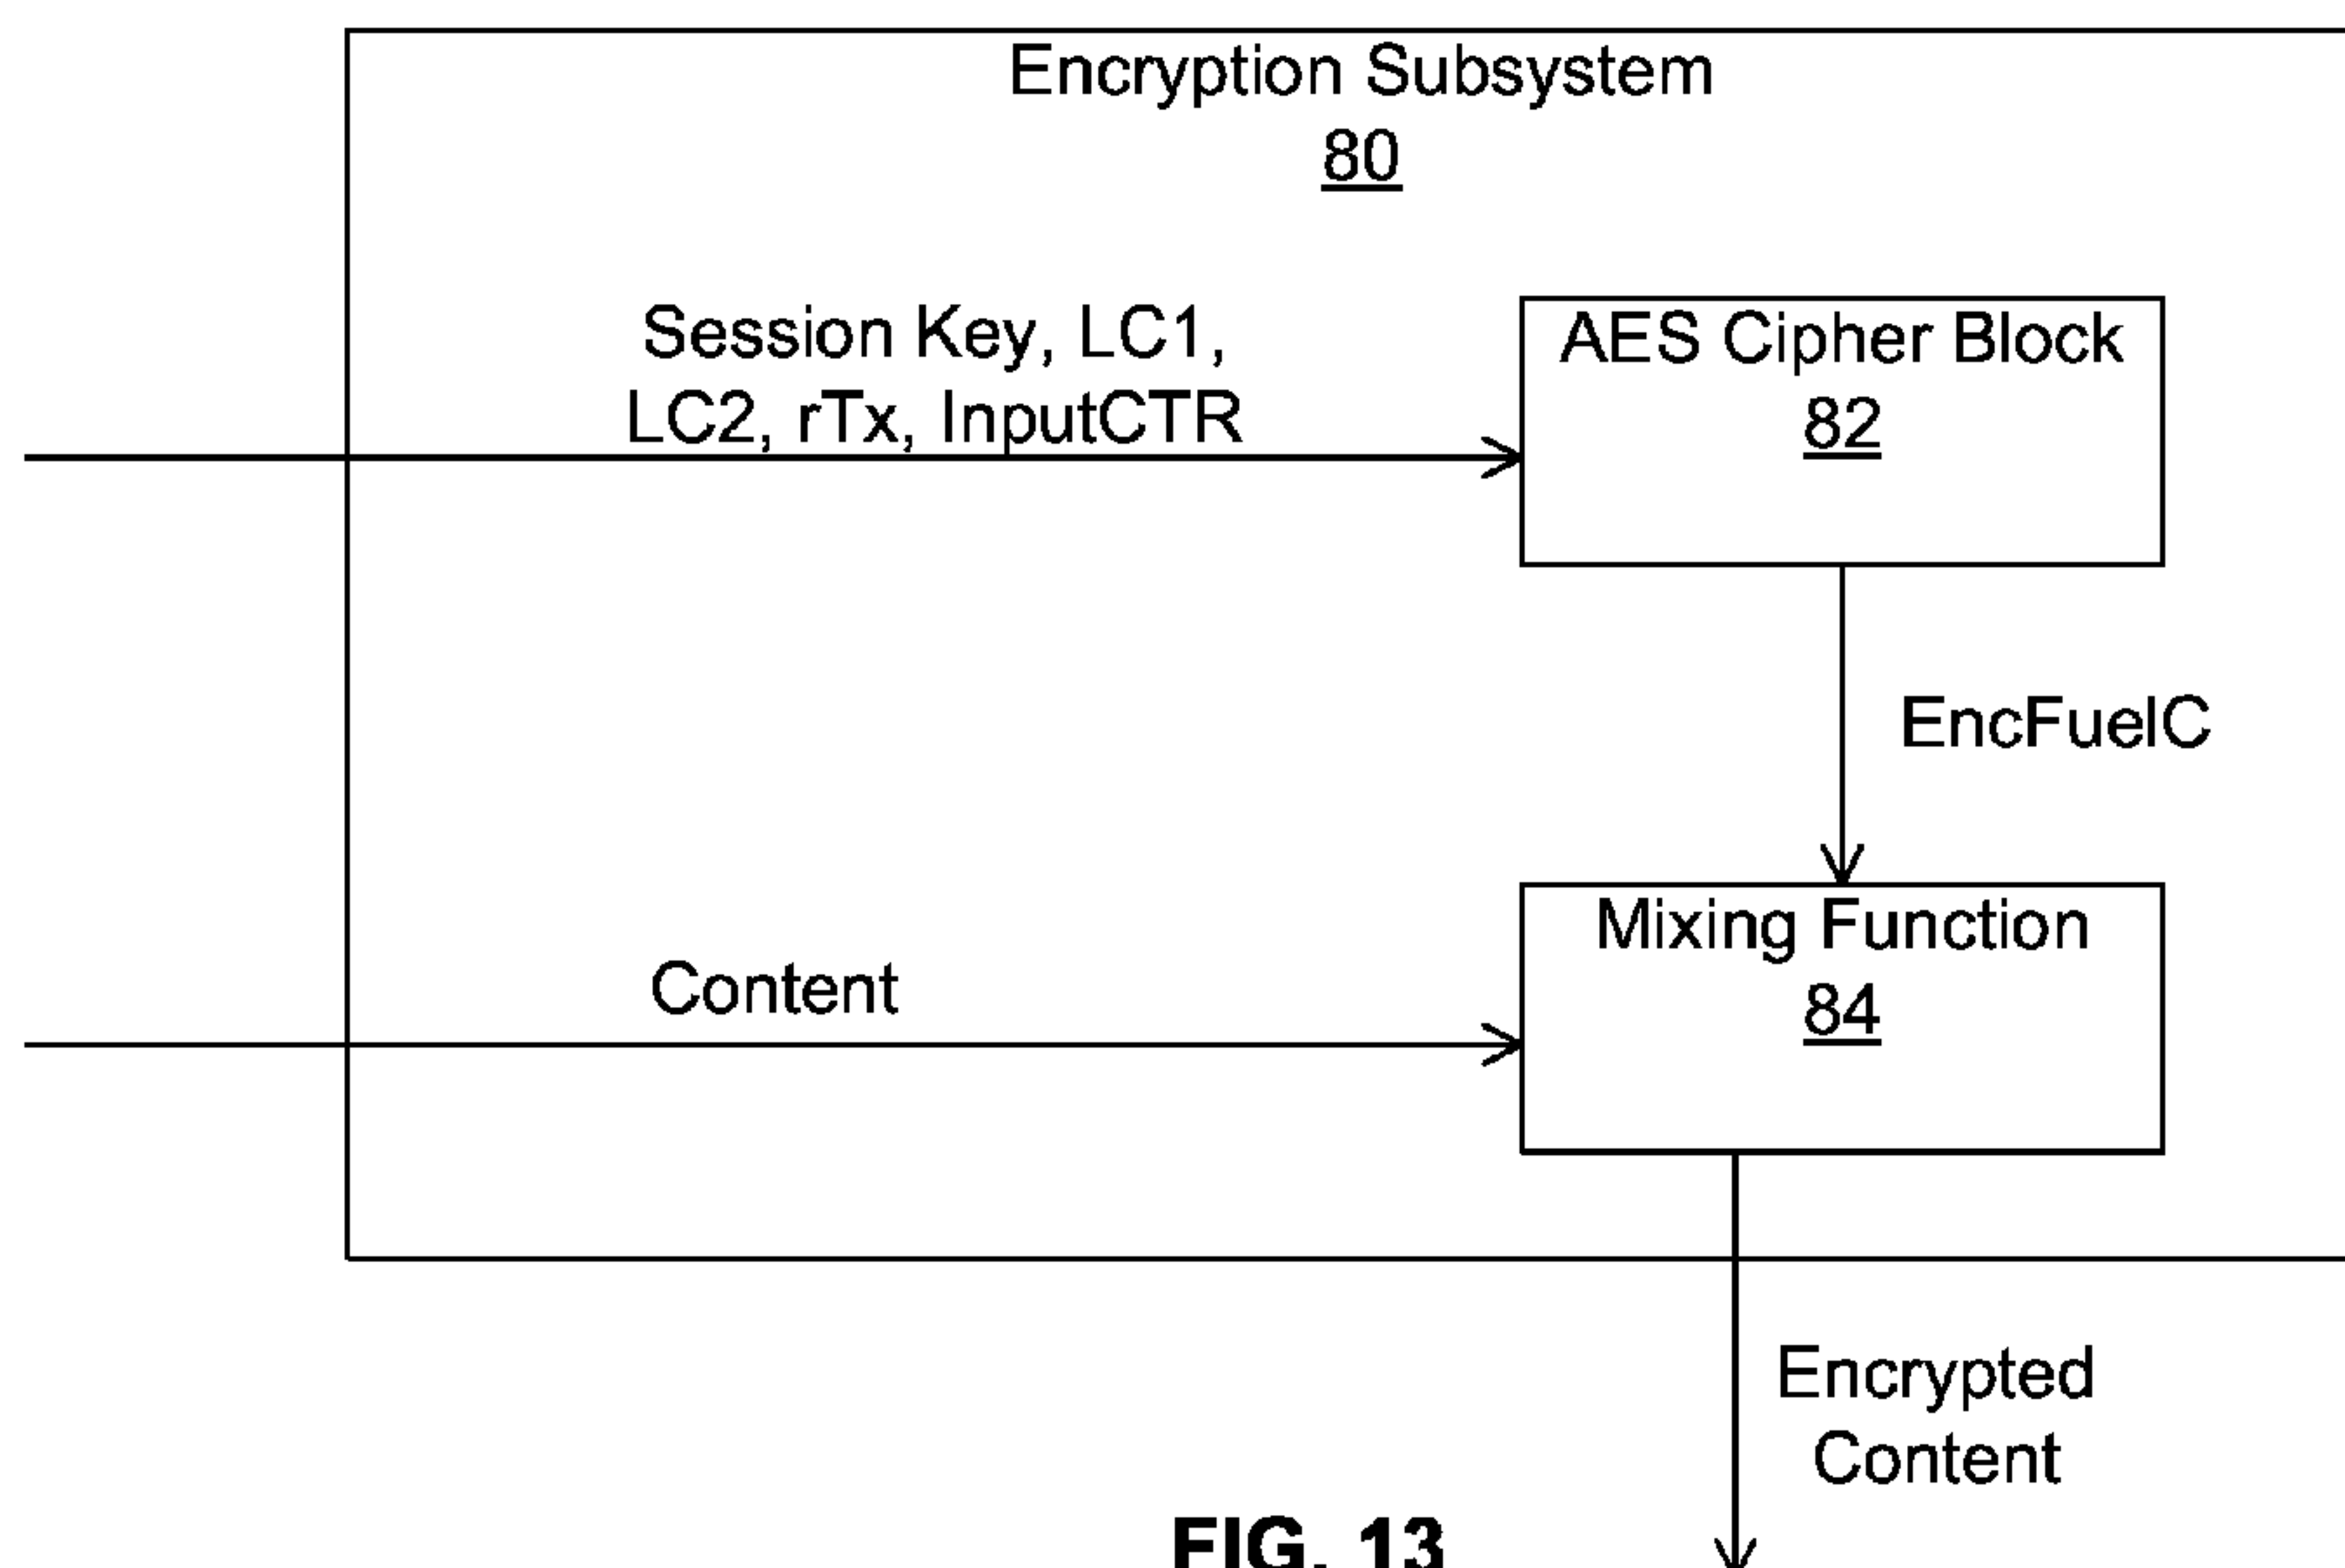 Encryption Subsystem
80
Session Key, LC1,
LC2, rTx, InputCTR
AES Cipher Block
82
EncFuelC
Mixing Function
84
Content
Encrypted
Content
FIG. 13